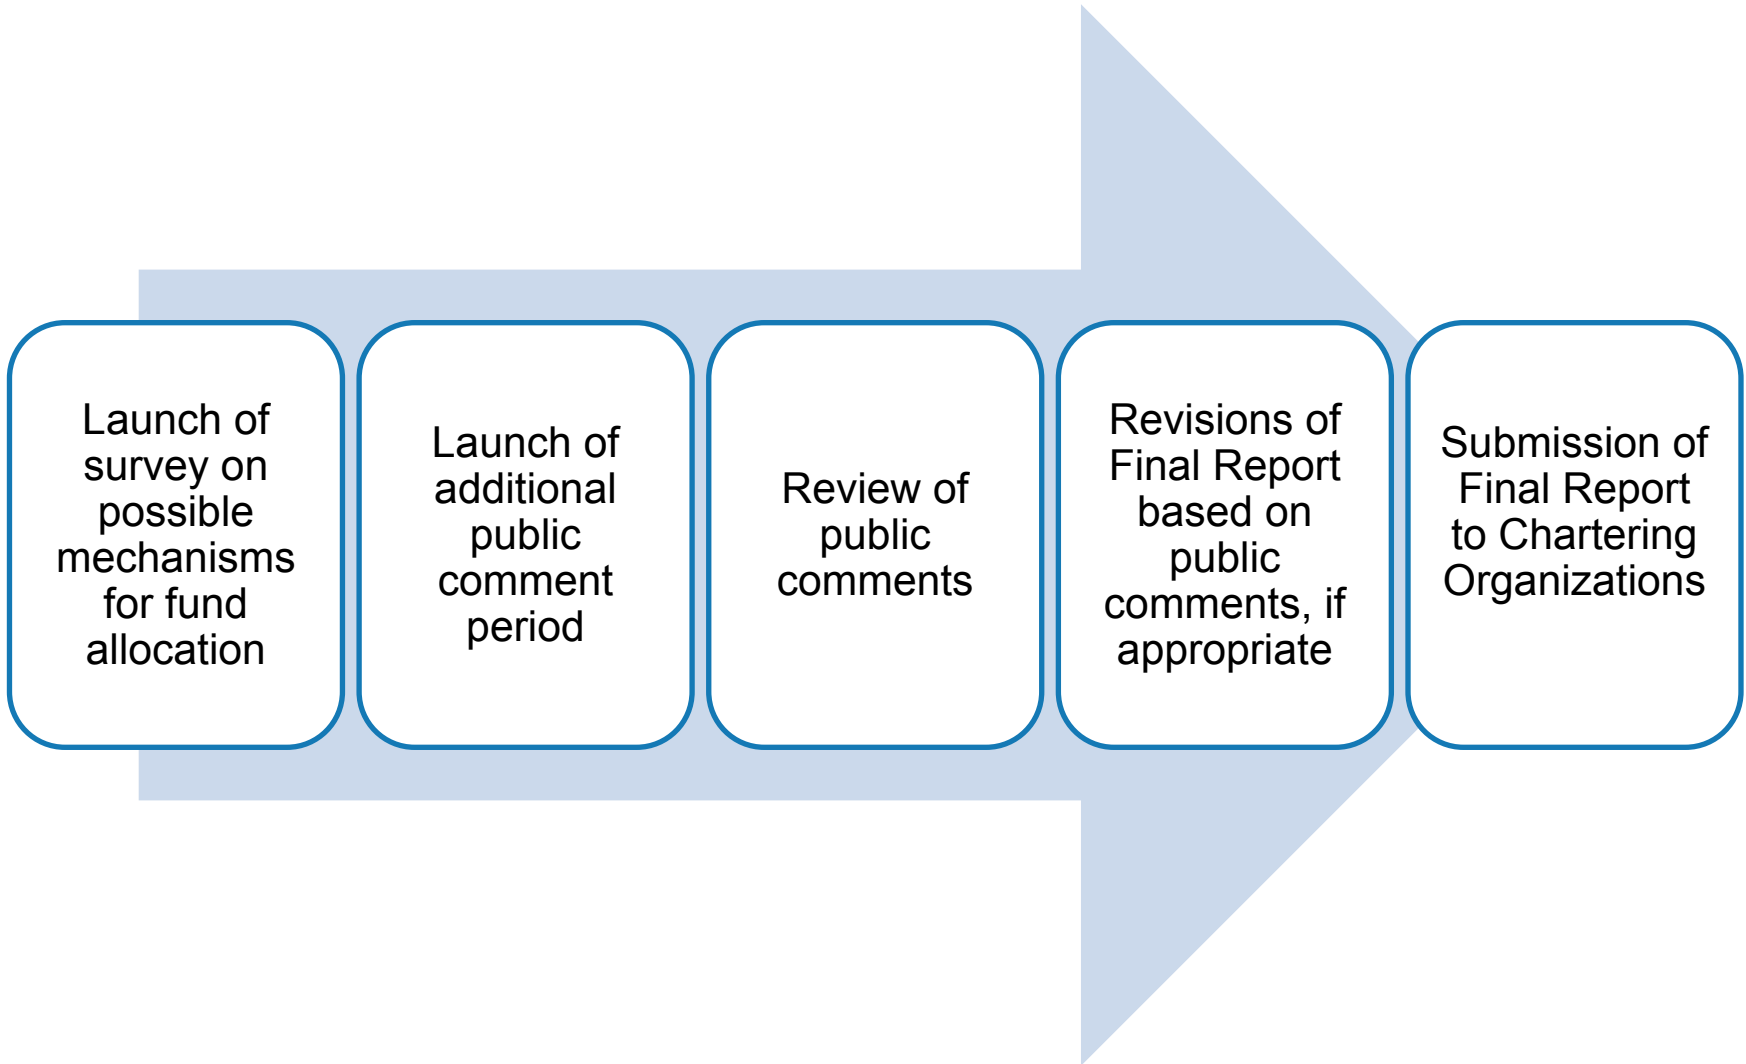 Launch of
survey on
possible
mechanisms
for fund
allocation
Launch of
additional
public
comment
period
Review of
public
comments
Revisions of
Final Report
based on
public
comments, if
appropriate
Submission of
Final Report
to Chartering
Organizations